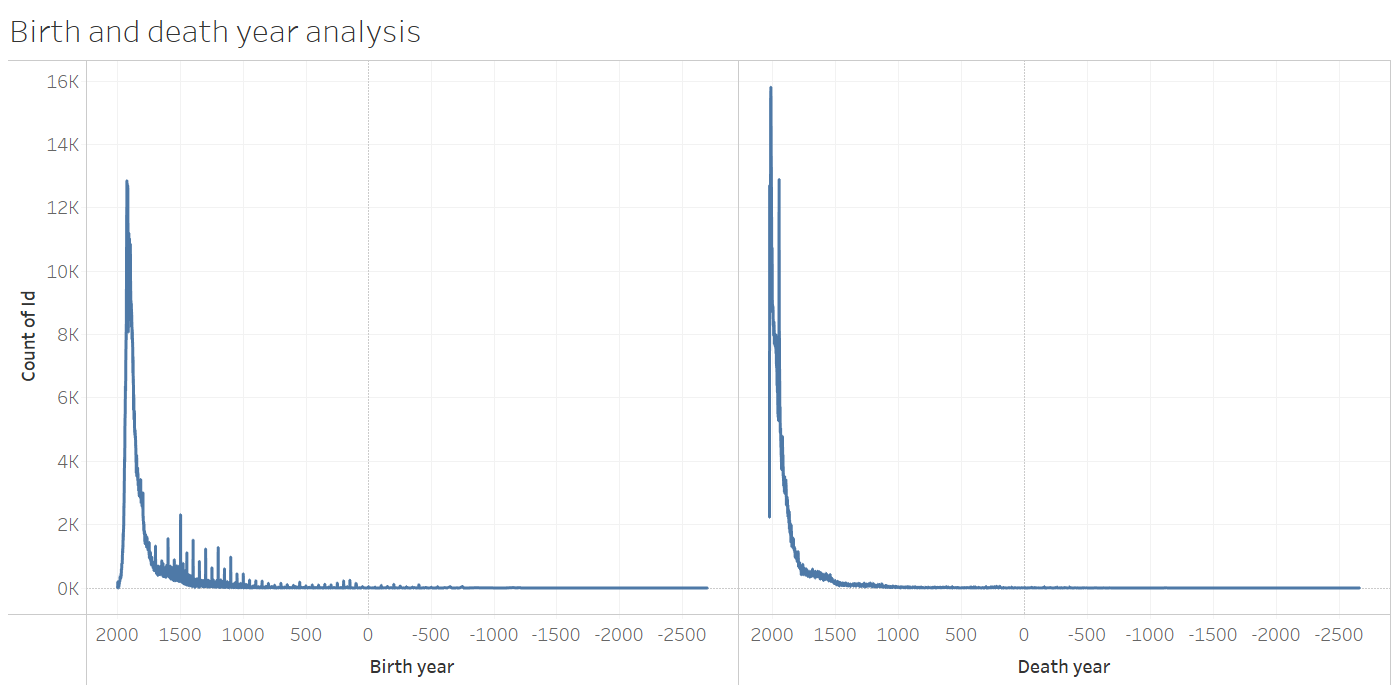 Birth and death year analysis
Count of Id
16K
14K
12K
10K
8K
6K
4K
2K
0K
2000 1500 1000 500 0 -500 -1000 -1500 -2000 -2500
Birth year
2000 1500 1000 500 0 -500 -1000 -1500 -2000 -2500
Death year